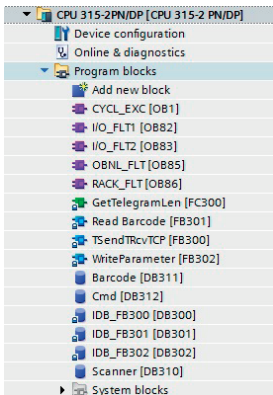 CPU 315-2PN/DP [CPU 315-2 PN/DP]
Device configuration
Online & diagnostics
Program blocks
Add new block
CYCL_EXC [OB1]
I/O_FLT1 [OB82]
I/O_FLT2 [OB83]
OBNL_FLT [OB85]
RACK_FLT [OB86]
GetTelegramLen [FC300]
Read Barcode [FB301]
TSendTRcvTCP [FB300]
WriteParameter [FB302]
Barcode [DB311]
Cmd [DB312]
IDB_FB300 [DB300]
IDB_FB301 [DB301]
IDB_FB302 [DB302]
Scanner [DB310]
System blocks